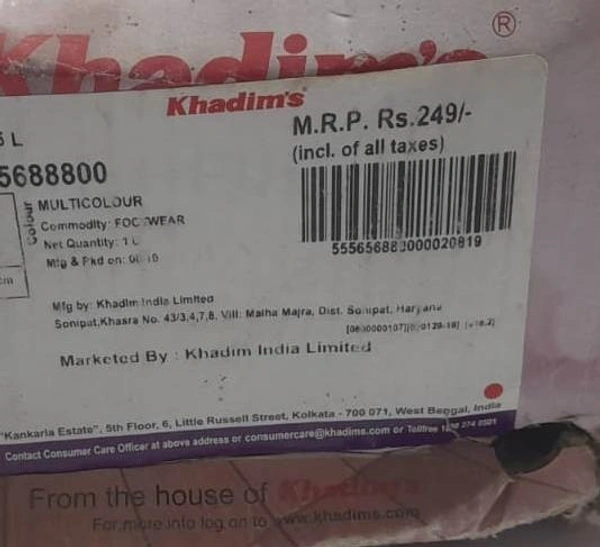 Khadim's ®
Khadim's
M.R.P. Rs.249/-
(incl. of all taxes)
5 L
5688800
Colour
MULTICOLOUR
Commodity: FOOTWEAR
Net Quantity: 1
Mfg & Pkd on:
cm
Mfg by: Khadim India Limited
Sonipat, Khasra No. 43/3,4,7,8, Vill: Malha Majra, Dist. Sonipat, Haryana
Marketed By : Khadim India Limited
"Kankaria Estate", 5th Floor, 6, Little Russell Street, Kolkata - 700 071, West Bengal, India
Contact Consumer Care Officer at above address or consumercare@khadims.com or Tollfree
From the house of Khadim's
For more info log on to www.khadims.com